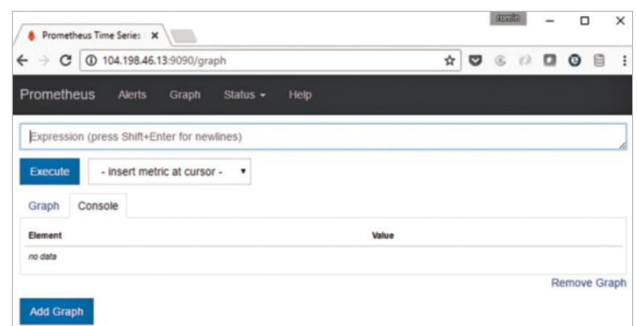 romin
Prometheus Time Series
104.198.46.13:9090/graph
Prometheus Alerts Graph Status Help
Expression (press Shift+Enter for newlines)
Execute - insert metric at cursor -
Graph Console
Element Value
no data
Remove Graph
Add Graph